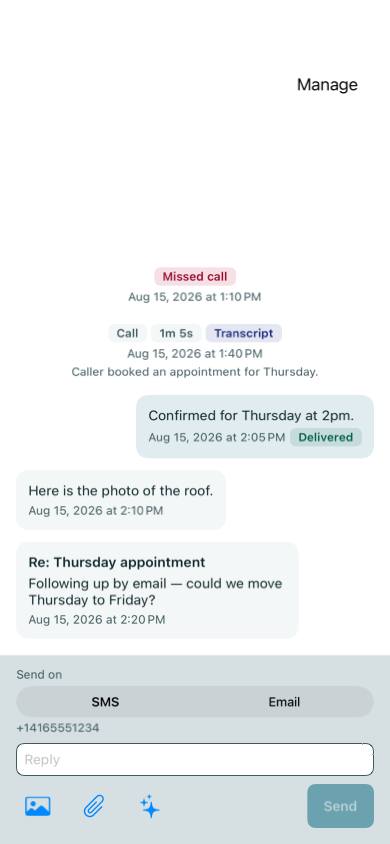 Manage
Missed call
Aug 15, 2026 at 1:10 PM
Call 1m 5s Transcript
Aug 15, 2026 at 1:40 PM
Caller booked an appointment for Thursday.
Confirmed for Thursday at 2pm.
Aug 15, 2026 at 2:05 PM Delivered
Here is the photo of the roof.
Aug 15, 2026 at 2:10 PM
Re: Thursday appointment
Following up by email — could we move
Thursday to Friday?
Aug 15, 2026 at 2:20 PM
Send on
SMS Email
+14165551234
Reply
Send